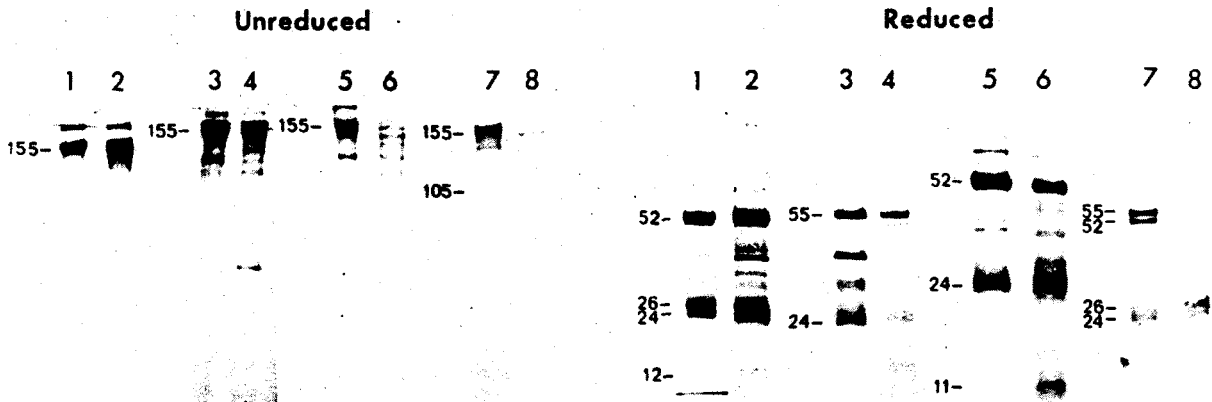 Unreduced Reduced
1 2 3 4 5 6 7 8 1 2 3 4 5 6 7 8
155- 155- 155- 155-
105-
52- 55- 52- 55-
52-
26- 24- 24- 24- 26-
24-
12- 11-